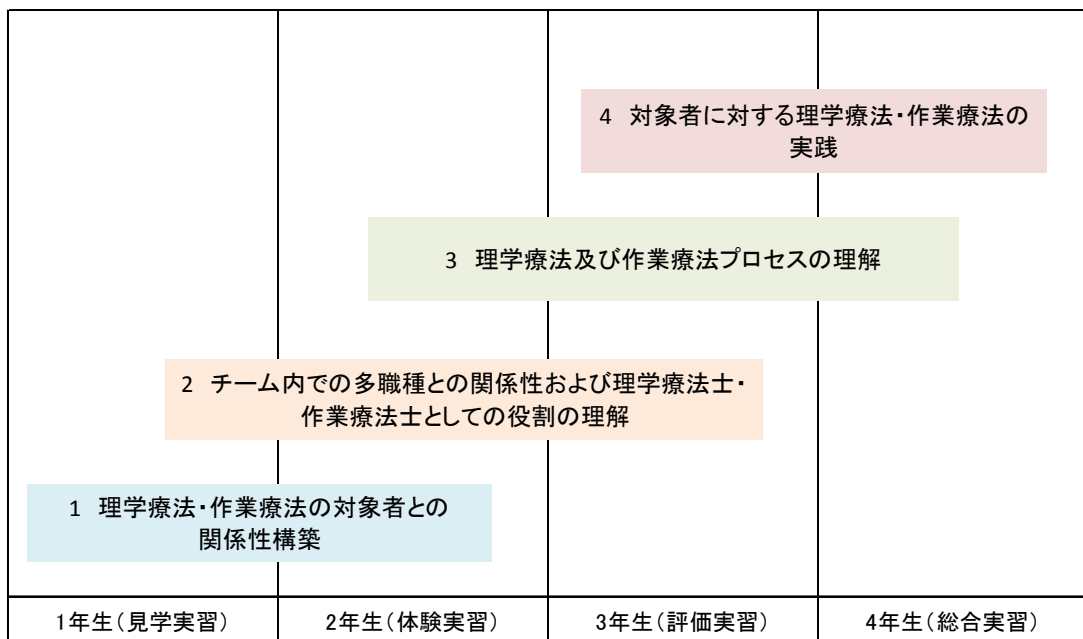 4 対象者に対する理学療法・作業療法の
実践
3 理学療法及び作業療法プロセスの理解
2 チーム内での多職種との関係性および理学療法士・
作業療法士としての役割の理解
1 理学療法・作業療法の対象者との
関係性構築
1年生(見学実習)
2年生(体験実習)
3年生(評価実習)
4年生(総合実習)